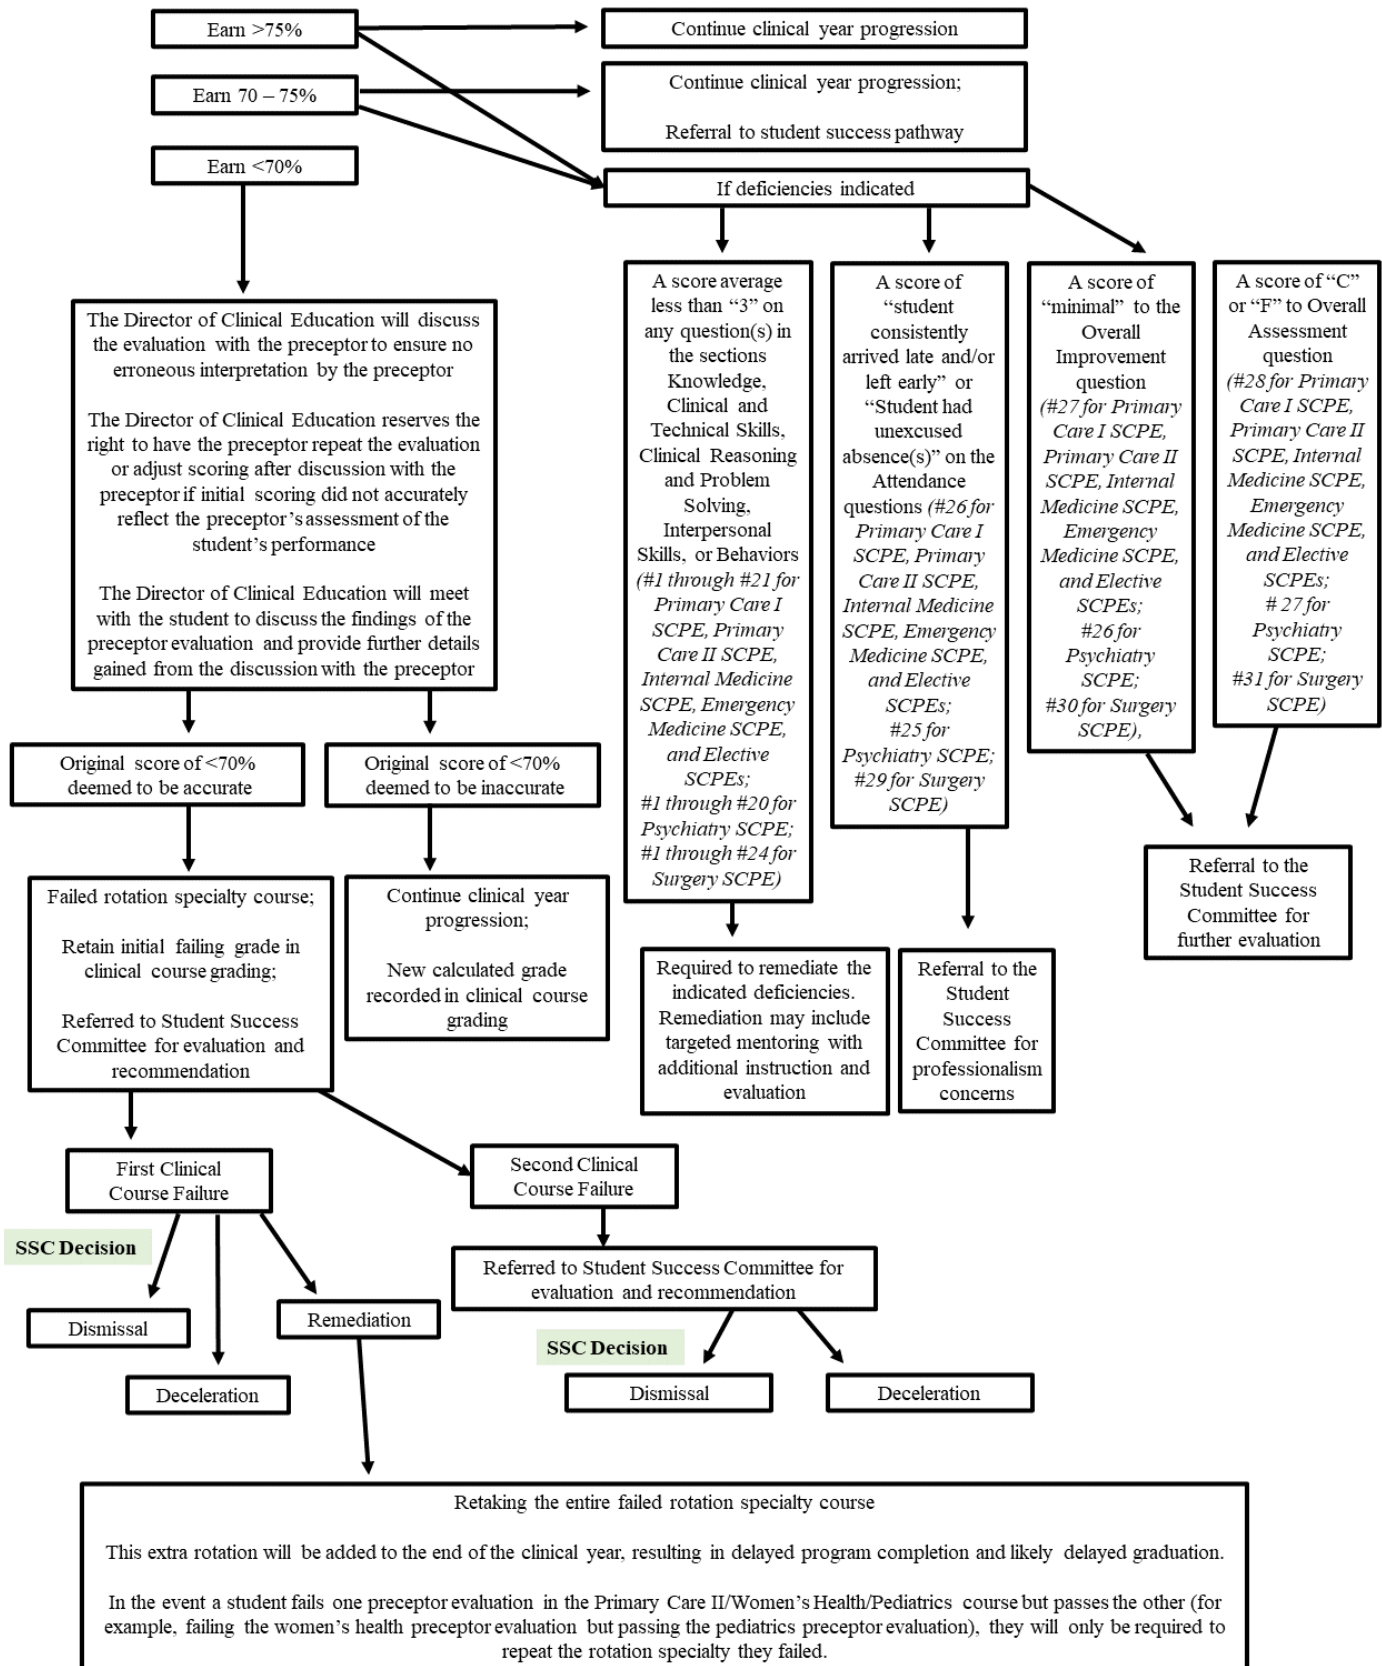 Earn >75%
Continue clinical year progression
Earn 70 – 75%
Continue clinical year progression;
Referral to student success pathway
Earn <70%
If deficiencies indicated
The Director of Clinical Education will discuss
the evaluation with the preceptor to ensure no
erroneous interpretation by the preceptor
The Director of Clinical Education reserves the
right to have the preceptor repeat the evaluation
or adjust scoring after discussion with the
preceptor if initial scoring did not accurately
reflect the preceptor’s assessment of the
student’s performance
The Director of Clinical Education will meet
with the student to discuss the findings of the
preceptor evaluation and provide further details
gained from the discussion with the preceptor
A score average
less than “3” on
any question(s) in
the sections
Knowledge,
Clinical and
Technical Skills,
Clinical Reasoning
and Problem
Solving,
Interpersonal
Skills, or Behaviors
(#1 through #21 for
Primary Care I
SCPE, Primary
Care II SCPE,
Internal Medicine
SCPE, Emergency
Medicine SCPE,
and Elective
SCPEs;
#1 through #20 for
Psychiatry SCPE;
#1 through #24 for
Surgery SCPE)
A score of
“student
consistently
arrived late and/or
left early” or
“Student had
unexcused
absence(s)” on the
Attendance
questions (#26 for
Primary Care I
SCPE, Primary
Care II SCPE,
Internal Medicine
SCPE, Emergency
Medicine SCPE,
and Elective
SCPEs;
#25 for
Psychiatry SCPE;
#29 for Surgery
SCPE)
A score of
“minimal” to the
Overall
Improvement
question
(#27 for Primary
Care I SCPE,
Primary Care II
SCPE, Internal
Medicine SCPE,
Emergency
Medicine SCPE,
and Elective
SCPEs;
#26 for
Psychiatry
SCPE;
#30 for Surgery
SCPE),
A score of “C”
or “F” to Overall
Assessment
question
(#28 for Primary
Care I SCPE,
Primary Care II
SCPE, Internal
Medicine SCPE,
Emergency
Medicine SCPE,
and Elective
SCPEs;
# 27 for
Psychiatry
SCPE;
#31 for Surgery
SCPE)
Original score of <70%
deemed to be accurate
Original score of <70%
deemed to be inaccurate
Failed rotation specialty course;
Retain initial failing grade in
clinical course grading;
Referred to Student Success
Committee for evaluation and
recommendation
Continue clinical year
progression;
New calculated grade
recorded in clinical course
grading
Required to remediate the
indicated deficiencies.
Remediation may include
targeted mentoring with
additional instruction and
evaluation
Referral to the
Student
Success
Committee for
professionalism
concerns
Referral to the
Student Success
Committee for
further evaluation
First Clinical
Course Failure
Second Clinical
Course Failure
SSC Decision
Referred to Student Success Committee for
evaluation and recommendation
Dismissal
Remediation
Deceleration
SSC Decision
Dismissal
Deceleration
Retaking the entire failed rotation specialty course
This extra rotation will be added to the end of the clinical year, resulting in delayed program completion and likely delayed graduation.
In the event a student fails one preceptor evaluation in the Primary Care II/Women’s Health/Pediatrics course but passes the other (for
example, failing the women’s health preceptor evaluation but passing the pediatrics preceptor evaluation), they will only be required to
repeat the rotation specialty they failed.